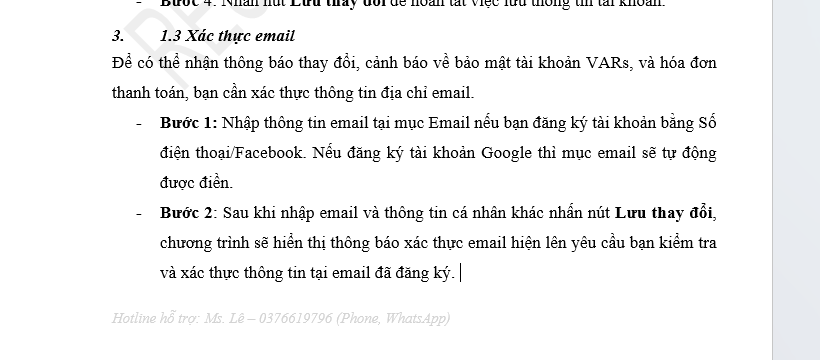 - Bước 4: Nhấn nút Lưu thay đổi để hoàn tất việc lưu thông tin tài khoản.
3. 1.3 Xác thực email
Để có thể nhận thông báo thay đổi, cảnh báo về bảo mật tài khoản VARs, và hóa đơn
thanh toán, bạn cần xác thực thông tin địa chỉ email.
- Bước 1: Nhập thông tin email tại mục Email nếu bạn đăng ký tài khoản bằng Số
điện thoại/Facebook. Nếu đăng ký tài khoản Google thì mục email sẽ tự động
được điền.
- Bước 2: Sau khi nhập email và thông tin cá nhân khác nhấn nút Lưu thay đổi,
chương trình sẽ hiển thị thông báo xác thực email hiện lên yêu cầu bạn kiểm tra
và xác thực thông tin tại email đã đăng ký.
Hotline hỗ trợ: Ms. Lê – 0376619796 (Phone, WhatsApp)